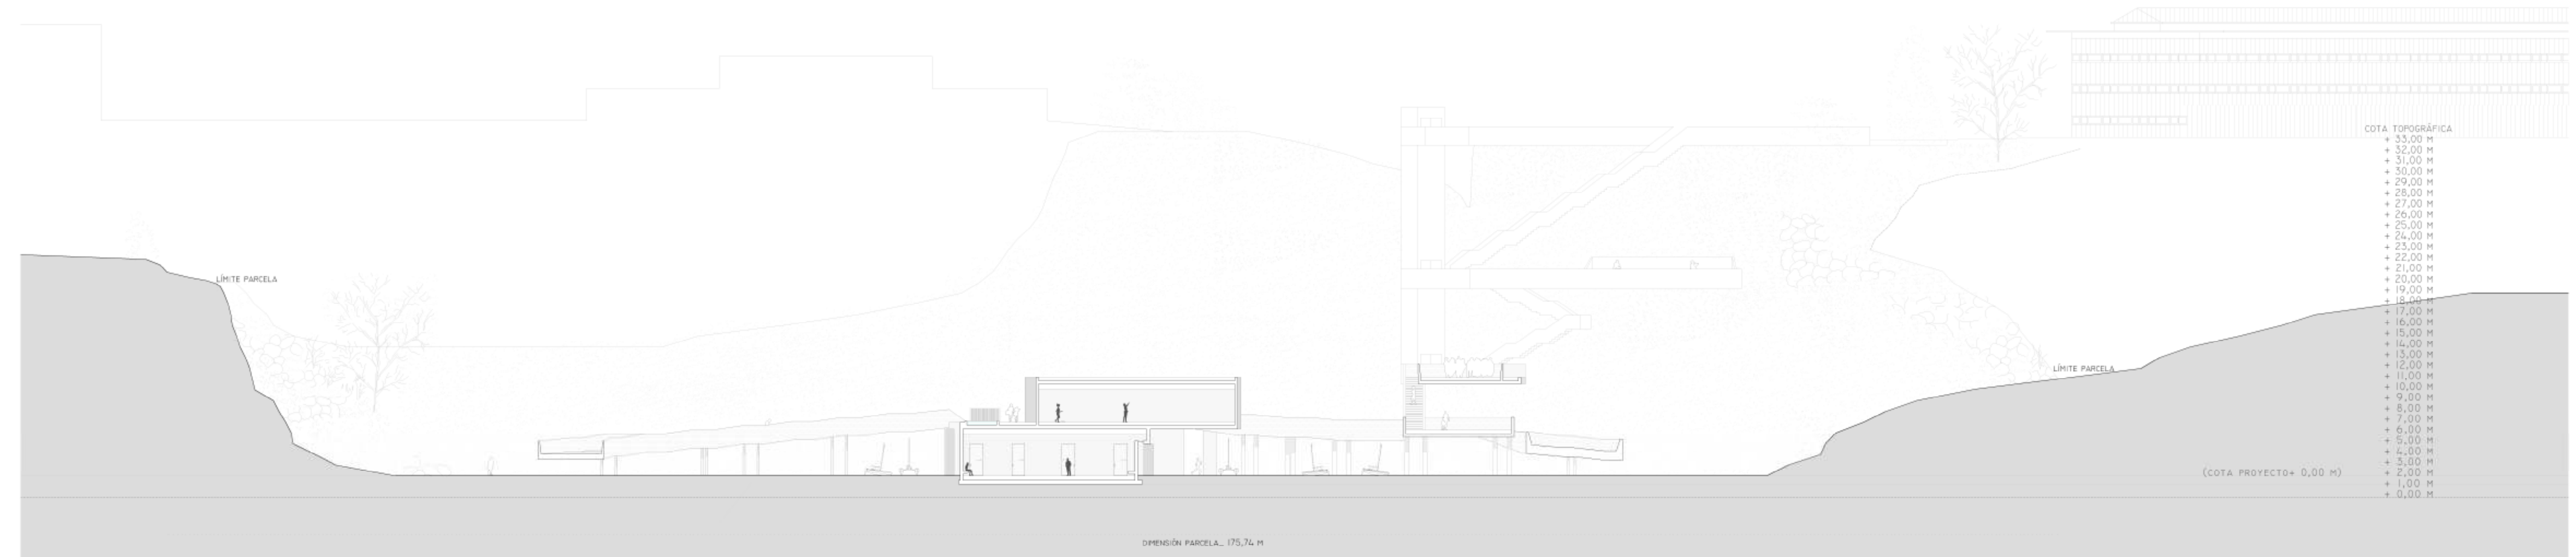 COTA TOPOGRÁFICA
+ 33,00 M
+ 32,00 M
+ 31,00 M
+ 30,00 M
+ 29,00 M
+ 28,00 M
+ 27,00 M
+ 26,00 M
+ 25,00 M
+ 24,00 M
+ 23,00 M
+ 22,00 M
+ 21,00 M
+ 20,00 M
+ 19,00 M
+ 18,00 M
+ 17,00 M
+ 16,00 M
+ 15,00 M
+ 14,00 M
+ 13,00 M
+ 12,00 M
+ 11,00 M
+ 10,00 M
+ 9,00 M
+ 8,00 M
+ 7,00 M
+ 6,00 M
+ 5,00 M
+ 4,00 M
+ 3,00 M
+ 2,00 M
+ 1,00 M
+ 0,00 M
LÍMITE PARCELA
LÍMITE PARCELA
(COTA PROYECTO+ 0,00 M)
DIMENSIÓN PARCELA_ 175,74 M